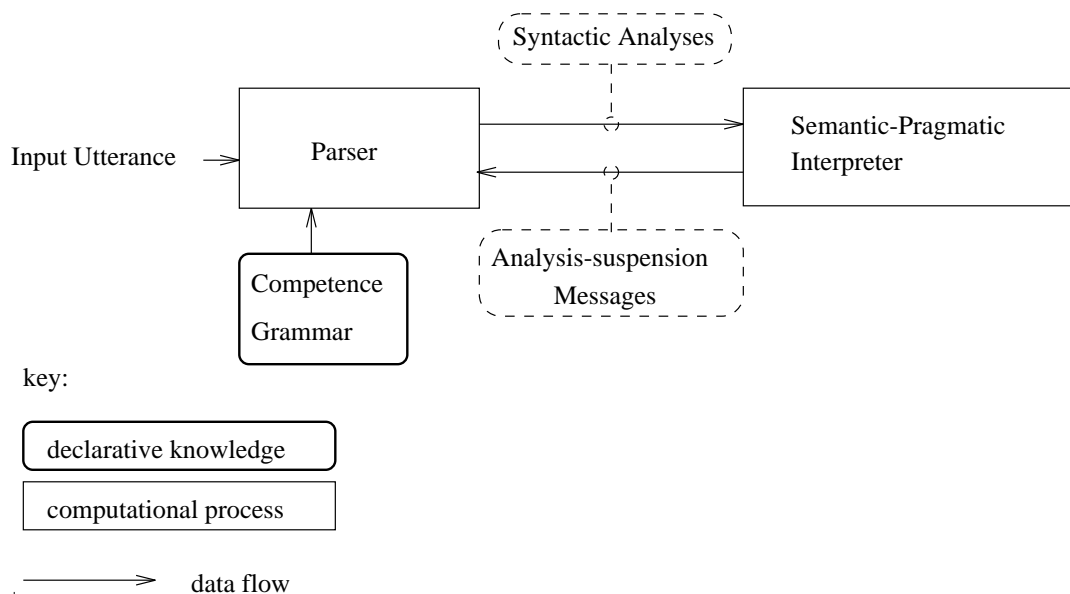 Syntactic Analyses
Input Utterance
Parser
Semantic-Pragmatic
Interpreter
Analysis-suspension
Messages
Competence
Grammar
key:
declarative knowledge
computational process
data flow